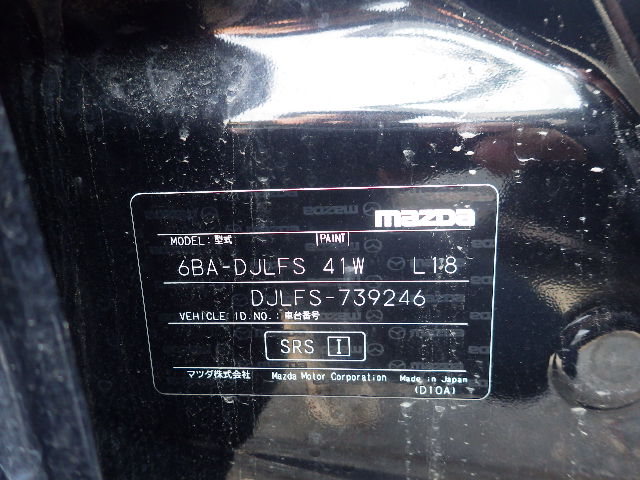 mazda
MODEL: 型式 PAINT
6BA-DJLFS 41W L18
DJLFS-739246
VEHICLE ID.NO.: 車台番号
SRS I
マツダ株式会社 Mazda Motor Corporation Made in Japan
(D10A)